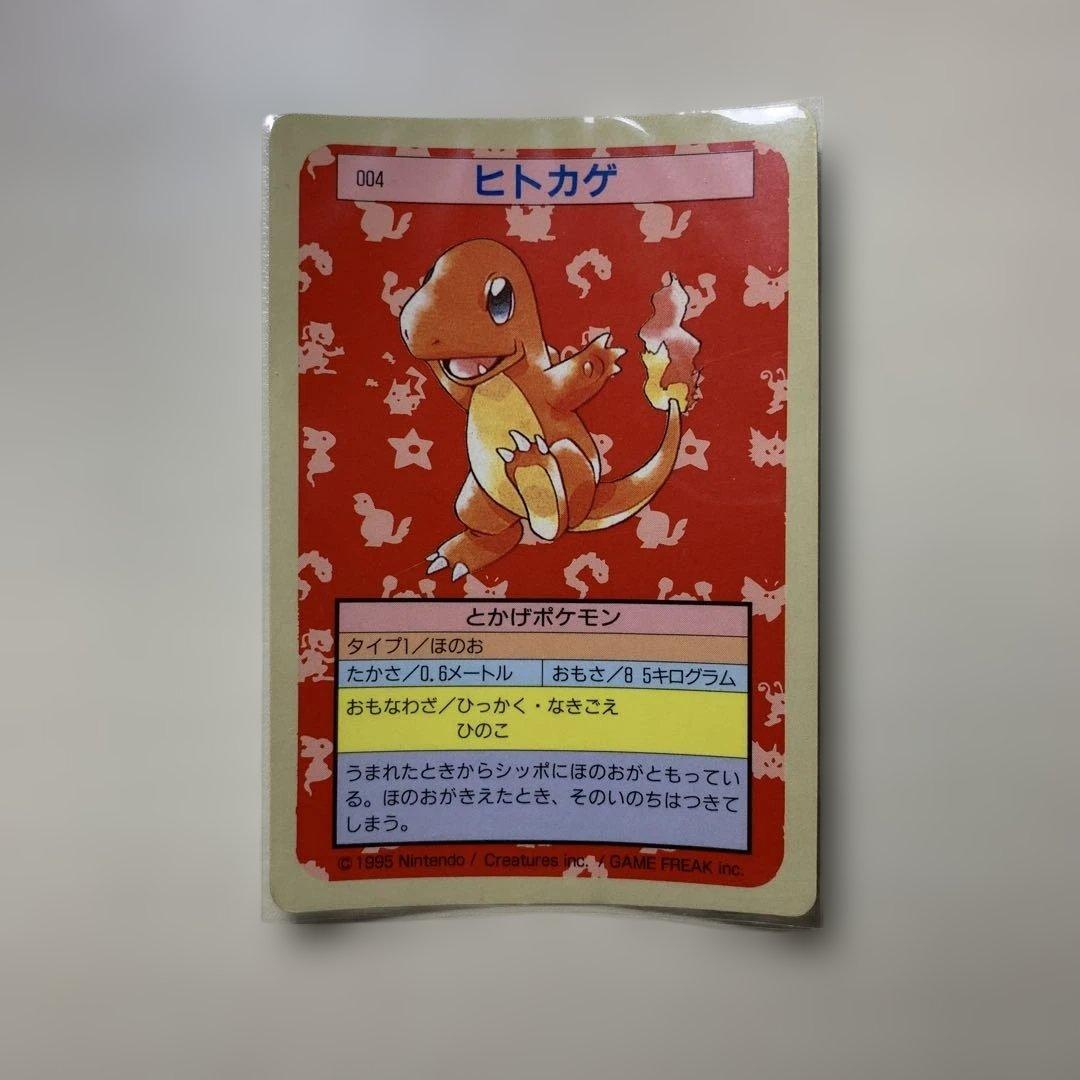 004 ヒトカゲ
とかげポケモン
タイプ1/ほのお
たかさ/0.6メートル おもさ/8 5キログラム
おもなわざ/ひっかく・なきごえ
ひのこ
うまれたときからシッポにほのおがともってい
る。ほのおがきえたとき、そのいのちはつきて
しまう。
© 1995 Nintendo / Creatures inc. / GAME FREAK inc.